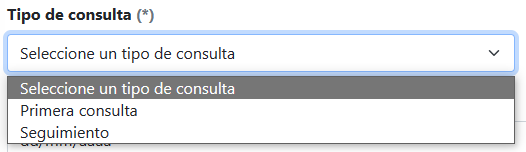 Tipo de consulta (*)
Seleccione un tipo de consulta
Seleccione un tipo de consulta
Primera consulta
Seguimiento